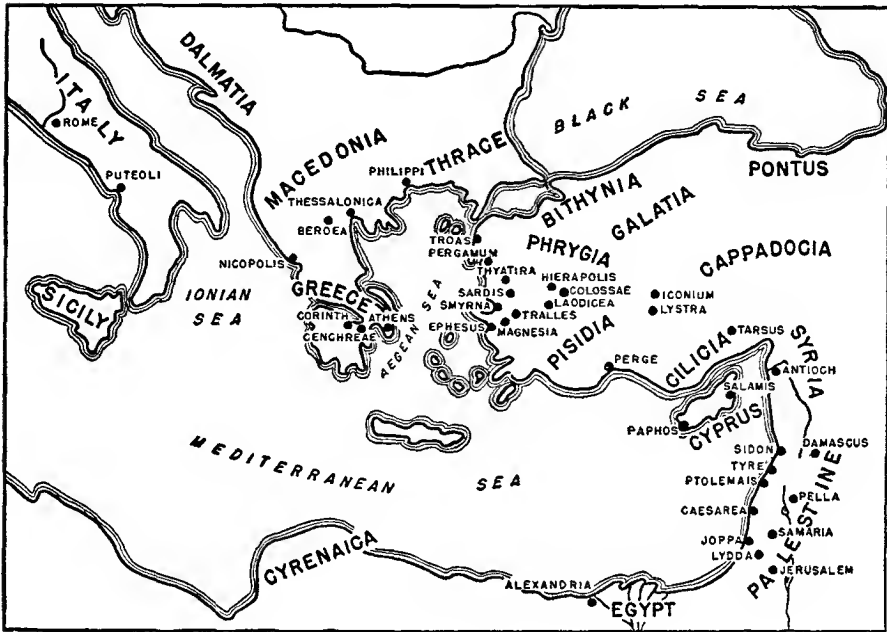 ITALY
ROME
PUTEOLI
SICILY
DALMATIA
MACEDONIA
THRACE
PHILIPPI
THESSALONICA
BEROEA
NICOPOLIS
IONIAN
SEA
GREECE
CORINTH
ATHENS
CENCHREAE
AEGEAN SEA
BLACK SEA
PONTUS
BITHYNIA
GALATIA
TROAS
PHRYGIA
PERGAMUM
CAPPADOCIA
THYATIRA
HIERAPOLIS
SARDIS
COLOSSAE
ICONIUM
SMYRNA
LAODICEA
LYSTRA
TRALLES
EPHESUS
MAGNESIA
PISIDIA
PERGE
CILICIA
TARSUS
SYRIA
ANTIOCH
SALAMIS
CYPRUS
PAPHOS
MEDITERRANEAN SEA
SIDON
DAMASCUS
TYRE
PTOLEMAIS
PELLA
PALESTINE
CAESAREA
SAMARIA
JOPPA
LYDDA
JERUSALEM
CYRENAICA
ALEXANDRIA
EGYPT